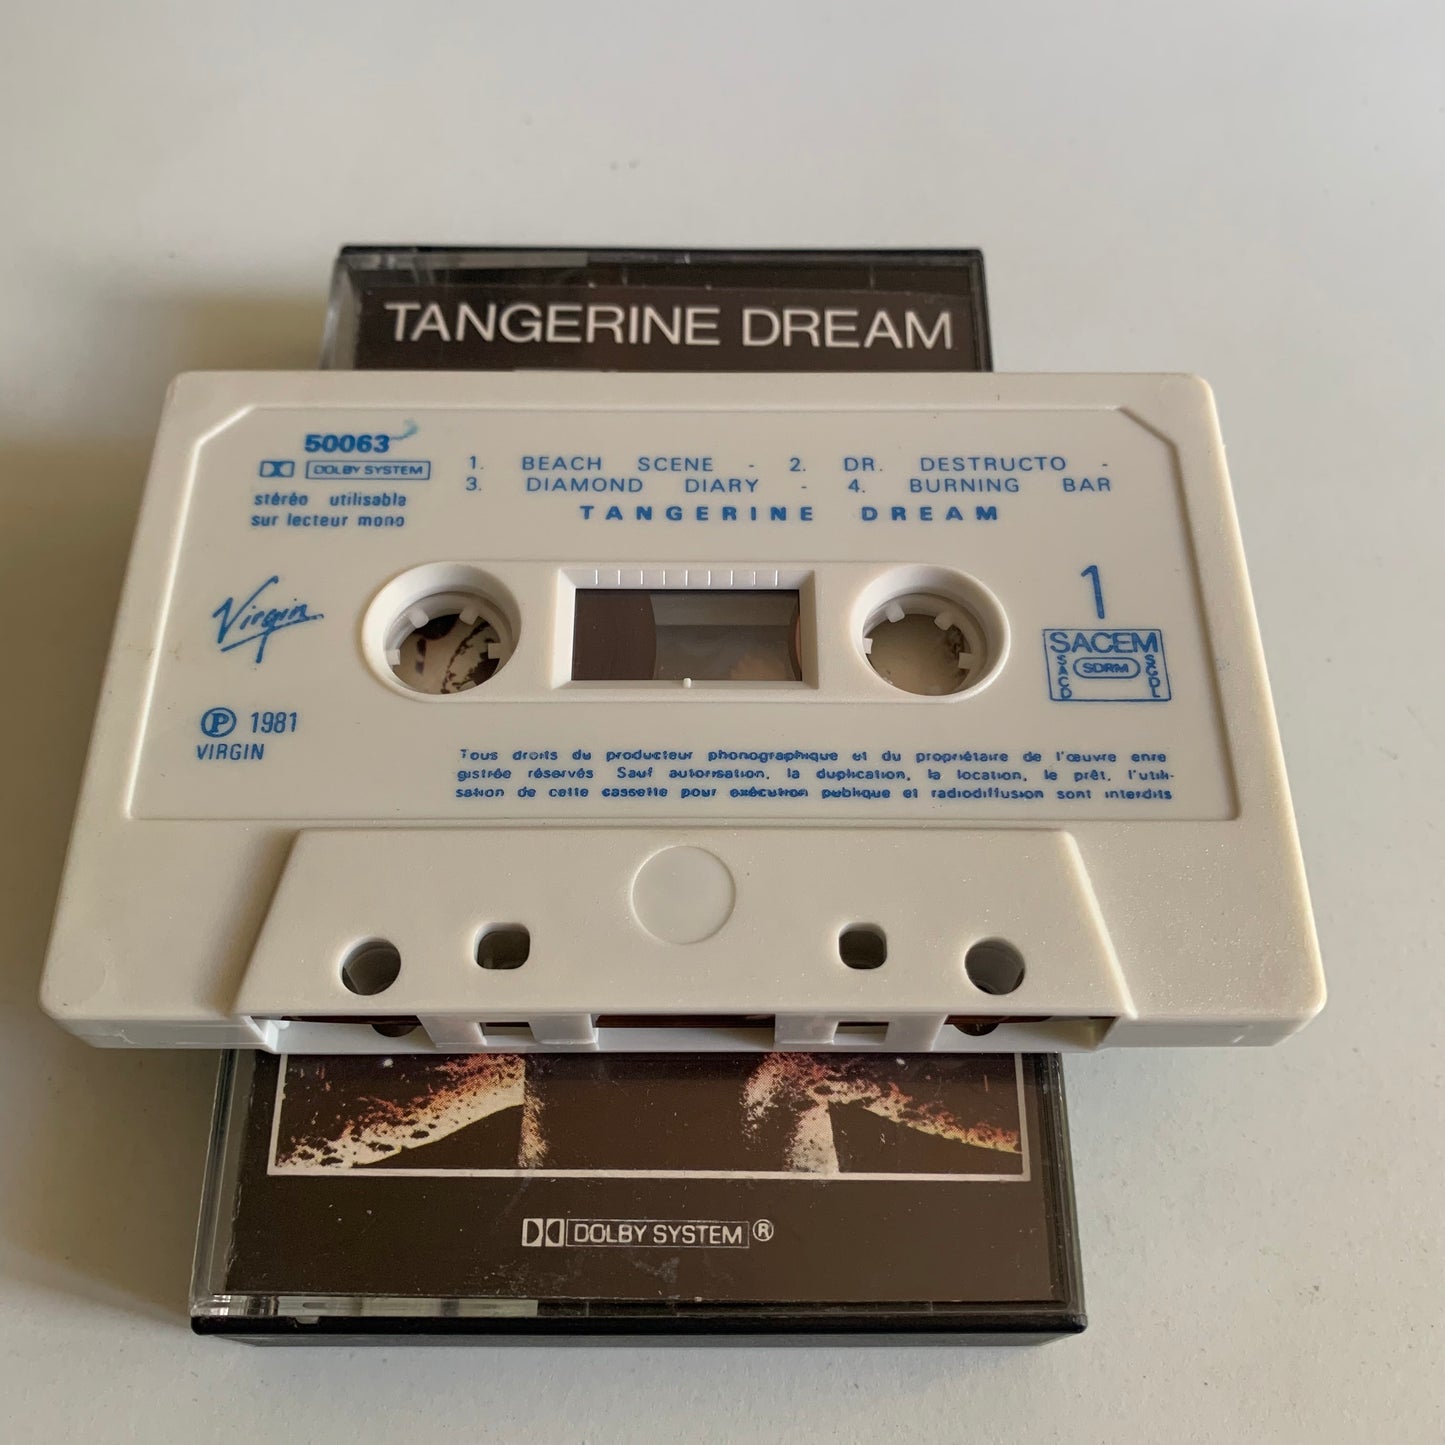 TANGERINE DREAM
50063
DOLBY SYSTEM
stéréo utilisable
sur lecteur mono
1. BEACH SCENE - 2. DR. DESTRUCTO -
3. DIAMOND DIARY - 4. BURNING BAR
TANGERINE DREAM
Virgin
1
SACEM
SACD
SDRM
SGDL
Ⓟ 1981
VIRGIN
Tous droits du producteur phonographique et du propriétaire de l'œuvre enre
gistrée réservés Sauf autorisation, la duplication, la location, le prêt, l'utili-
sation de cette cassette pour exécution publique et radiodiffusion sont interdits
DOLBY SYSTEM®